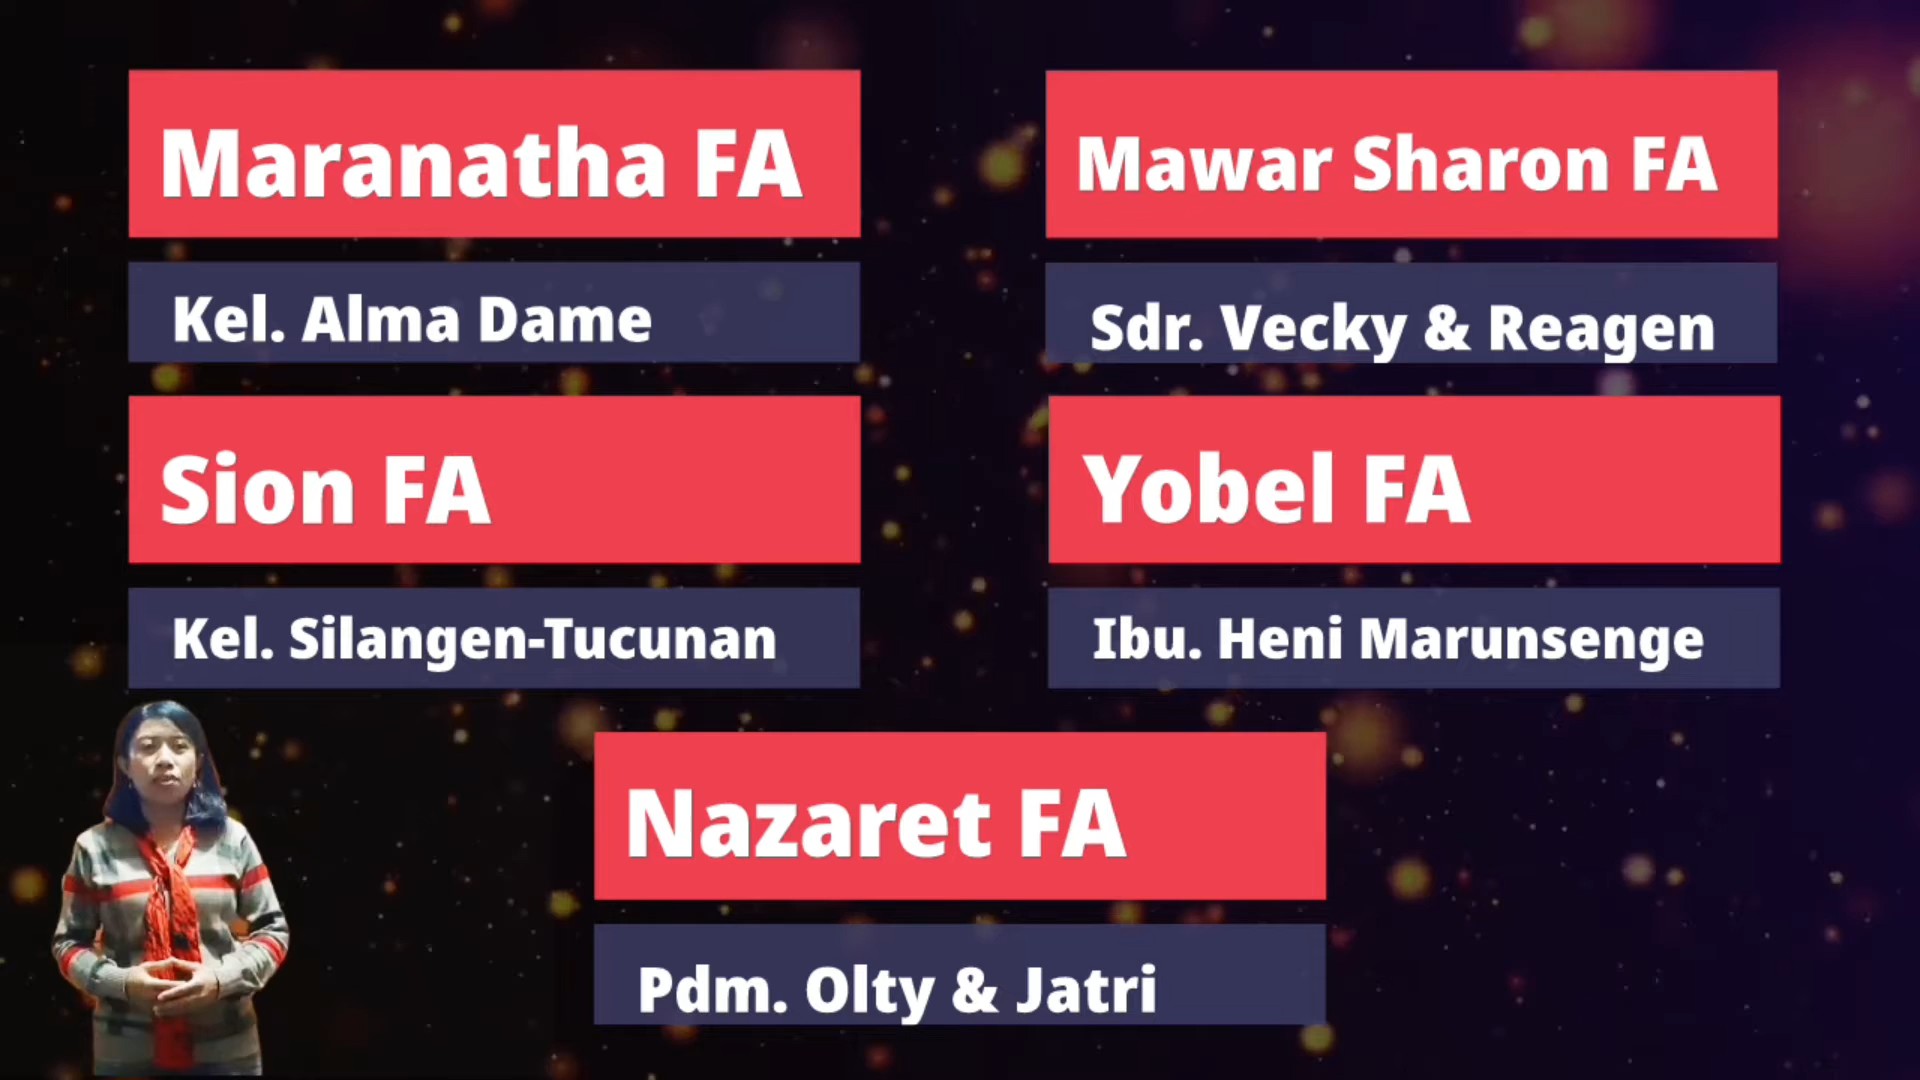 Maranatha FA
Kel. Alma Dame
Mawar Sharon FA
Sdr. Vecky & Reagen
Sion FA
Kel. Silangen-Tucunan
Yobel FA
Ibu. Heni Marunsenge
Nazaret FA
Pdm. Olty & Jatri